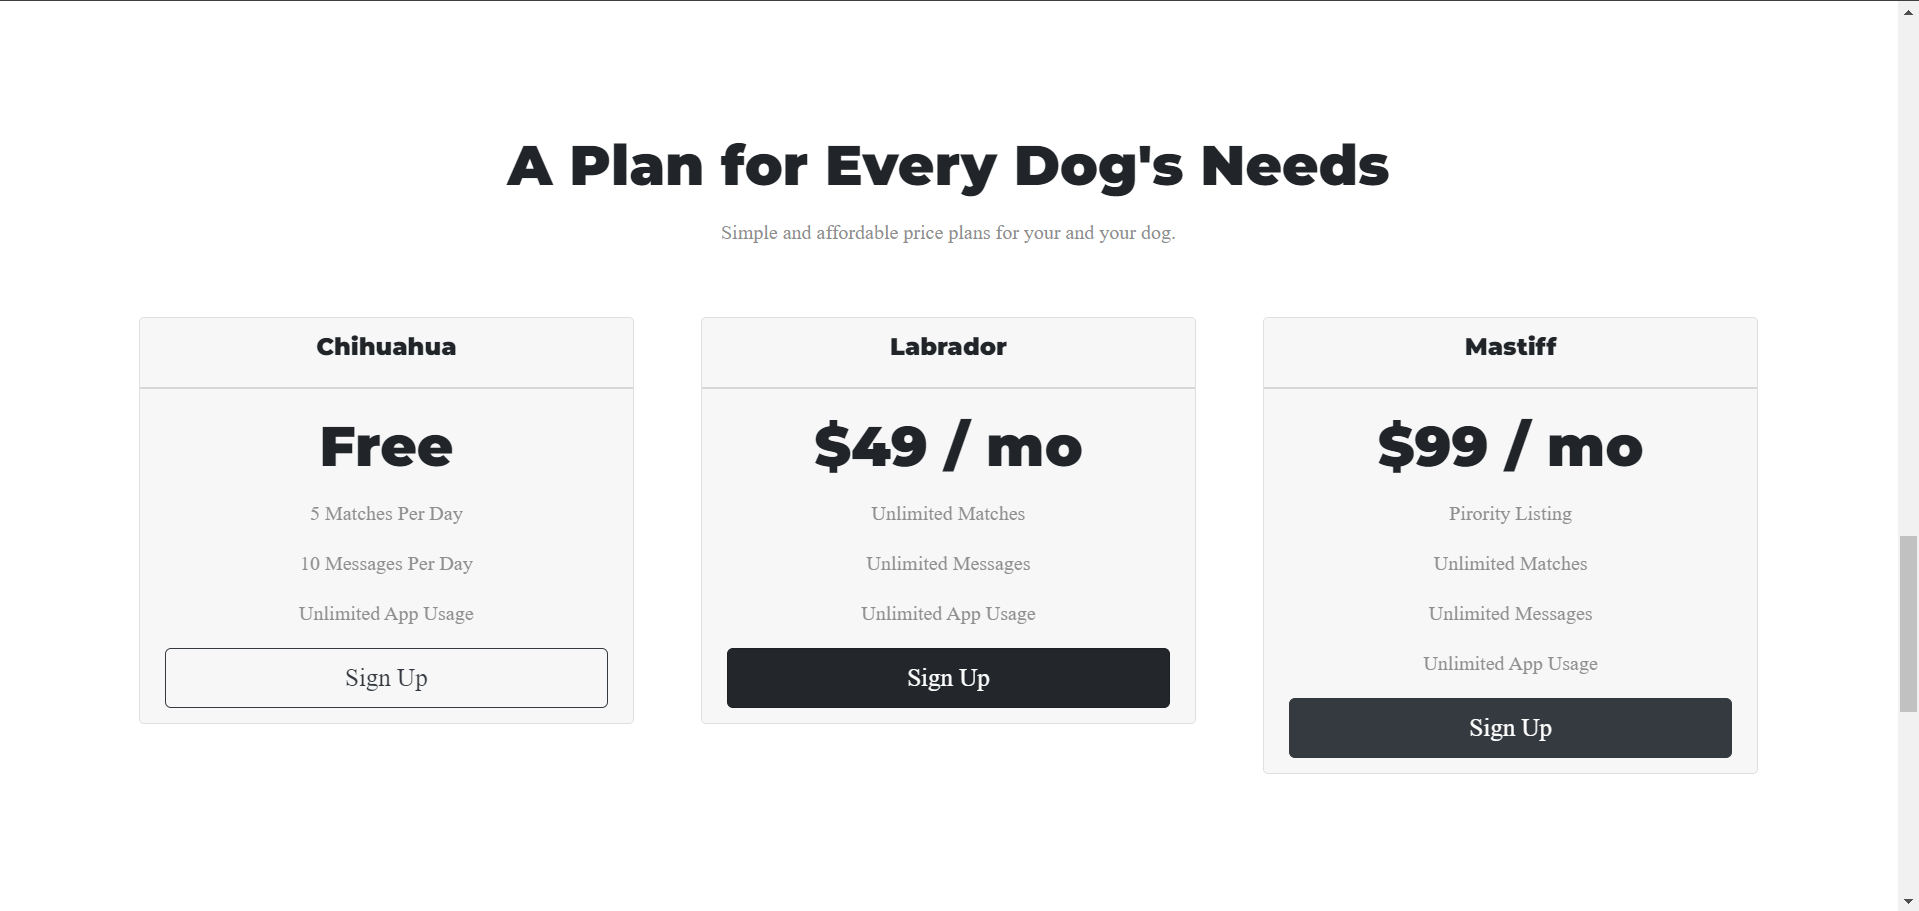 A Plan for Every Dog's Needs
Simple and affordable price plans for your and your dog.
Chihuahua
Free
5 Matches Per Day
10 Messages Per Day
Unlimited App Usage
Sign Up
Labrador
$49 / mo
Unlimited Matches
Unlimited Messages
Unlimited App Usage
Sign Up
Mastiff
$99 / mo
Pirority Listing
Unlimited Matches
Unlimited Messages
Unlimited App Usage
Sign Up